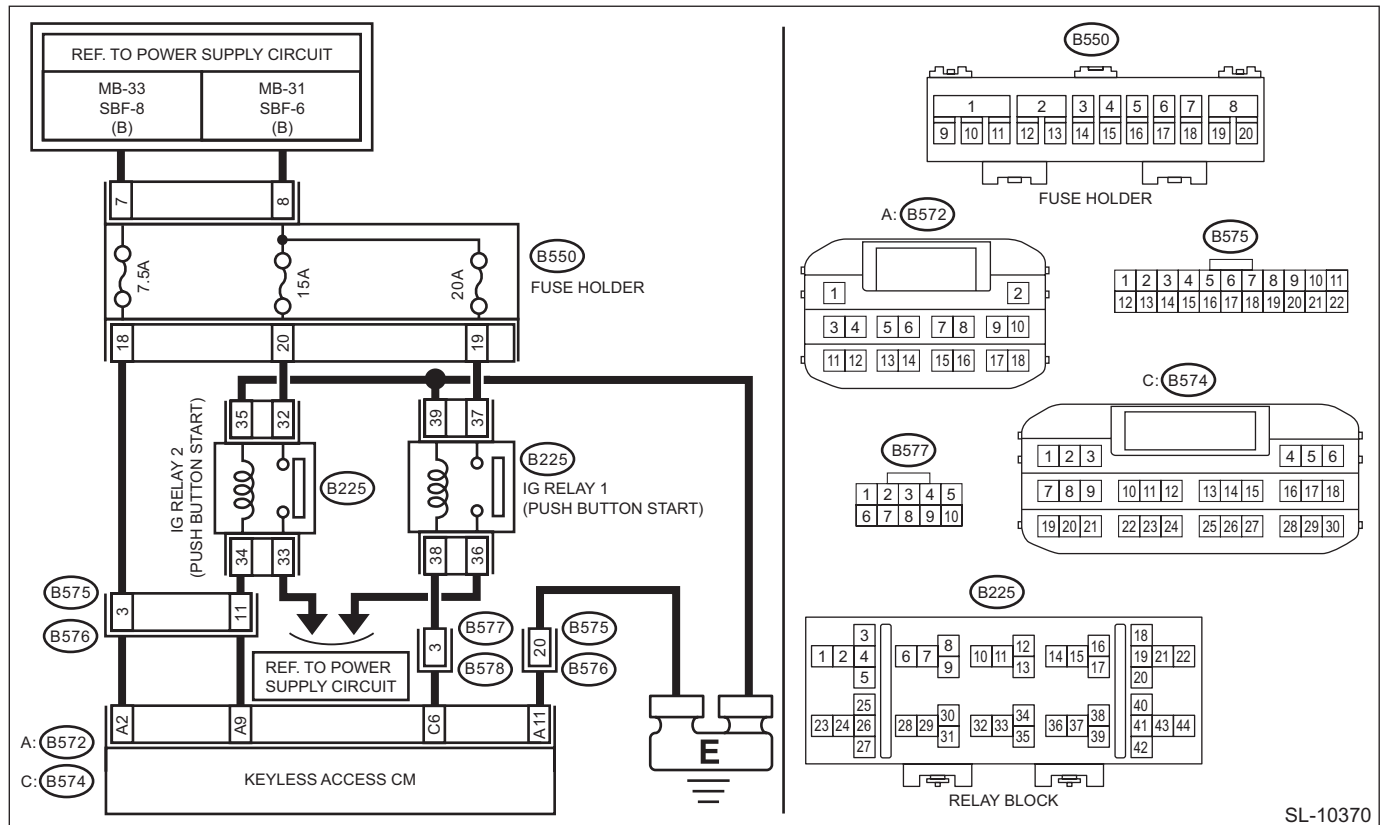 REF. TO POWER SUPPLY CIRCUIT
MB-33
SBF-8
(B)
MB-31
SBF-6
(B)
7
8
7.5A
15A
20A
B550
FUSE HOLDER
18
20
19
35
32
39
37
IG RELAY 2
(PUSH BUTTON START)
B225
B225
IG RELAY 1
(PUSH BUTTON START)
34
33
38
36
B575
3
11
B576
B577
3
B578
B575
20
B576
REF. TO POWER
SUPPLY CIRCUIT
A2
A9
C6
A11
A: B572
C: B574
KEYLESS ACCESS CM
E
B550
1 2 3 4 5 6 7 8
9 10 11 12 13 14 15 16 17 18 19 20
FUSE HOLDER
A: B572
1 2
3 4 5 6 7 8 9 10
11 12 13 14 15 16 17 18
B575
1 2 3 4 5 6 7 8 9 10 11
12 13 14 15 16 17 18 19 20 21 22
C: B574
1 2 3 4 5 6
7 8 9 10 11 12 13 14 15 16 17 18
19 20 21 22 23 24 25 26 27 28 29 30
B577
1 2 3 4 5
6 7 8 9 10
B225
3 8 12 16 18
1 2 4 6 7 10 11 14 15 19 21 22
5 9 13 17 20
25 30 34 38 40
23 24 26 28 29 32 33 36 37 41 43 44
27 31 35 39 42
RELAY BLOCK
SL-10370